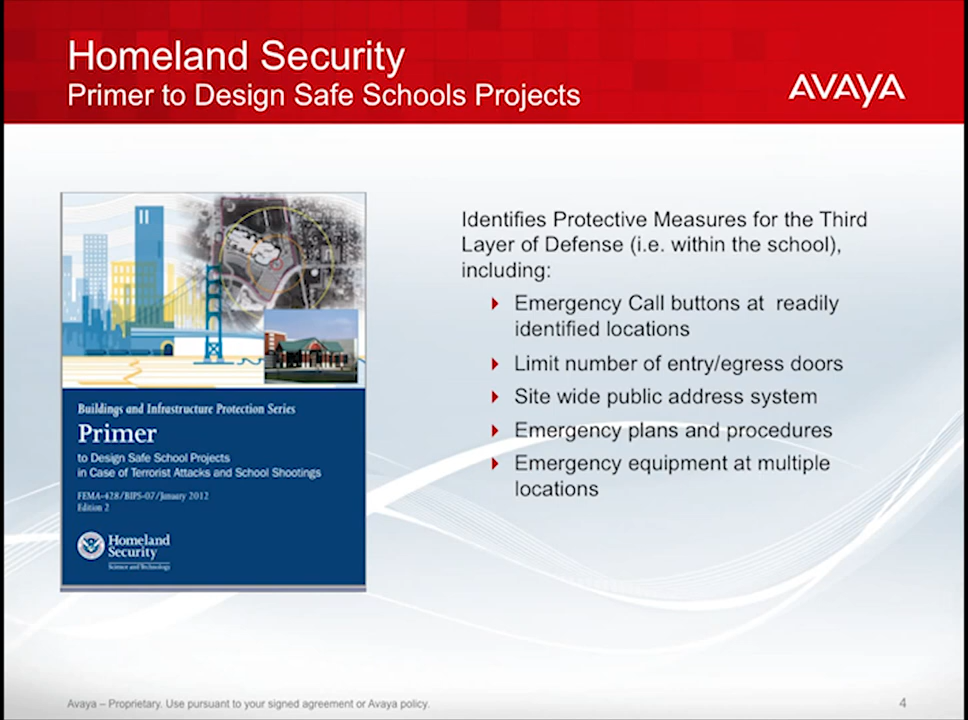 Homeland Security
Primer to Design Safe Schools Projects
AVAYA
Identifies Protective Measures for the Third
Layer of Defense (i.e. within the school),
including:
Emergency Call buttons at readily
identified locations
Limit number of entry/egress doors
Site wide public address system
Emergency plans and procedures
Emergency equipment at multiple
locations
Buildings and Infrastructure Protection Series
Primer
to Design Safe School Projects
in Case of Terrorist Attacks and School Shootings
FEMA-428/BIPS-07/January 2012
Edition 2
Homeland
Security
Science and Technology
Avaya – Proprietary. Use pursuant to your signed agreement or Avaya policy.
4